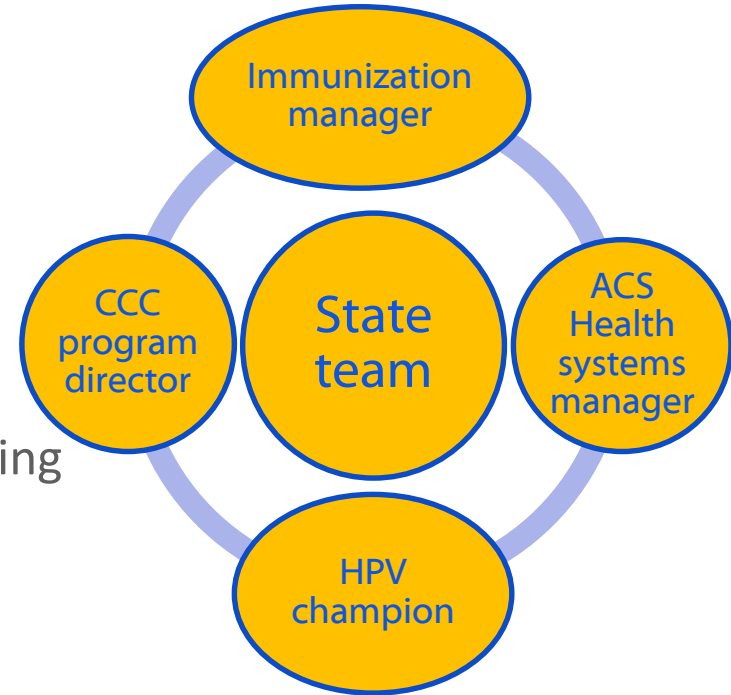 Immunization
manager
CCC
program
director
State
team
ACS
Health
systems
manager
ing
HPV
champion